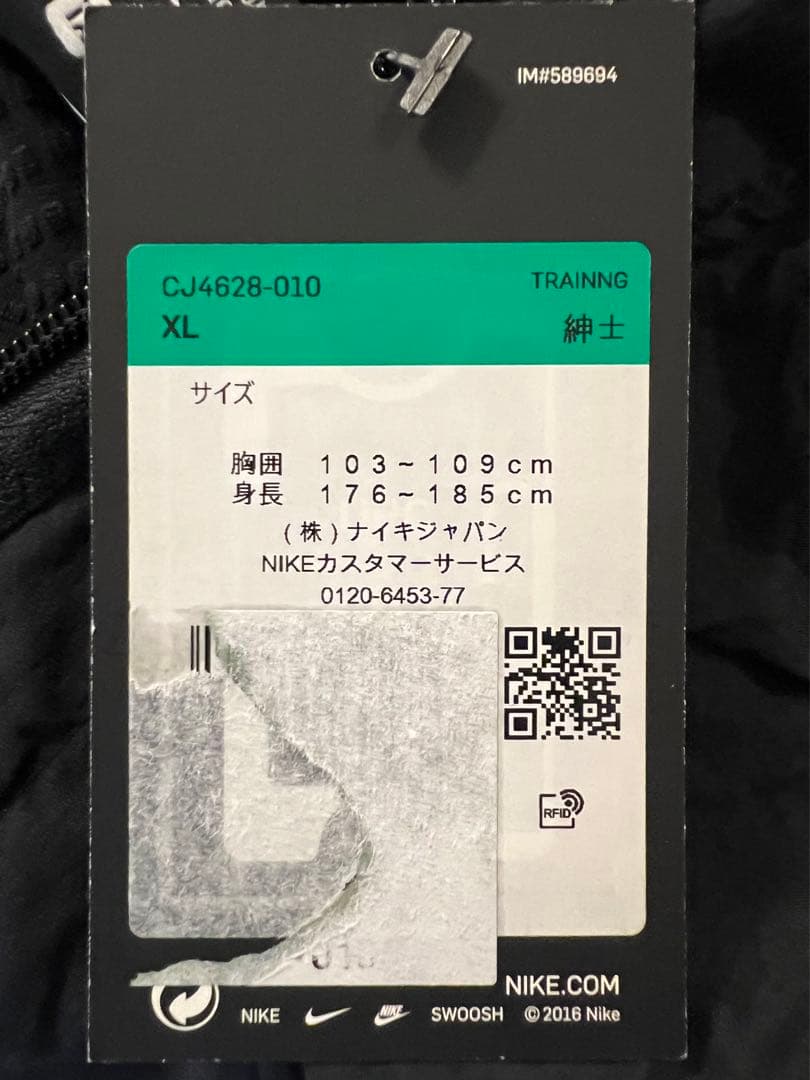 IM#589694
CJ4628-010
TRAINNG
XL
紳士
サイズ
胸囲 １０３~１０９ｃｍ
身長 １７６~１８５ｃｍ
(株)ナイキジャパン
NIKEカスタマーサービス
0120-6453-77
RFID
NIKE.COM
NIKE
NIKE
SWOOSH
©2016 Nike